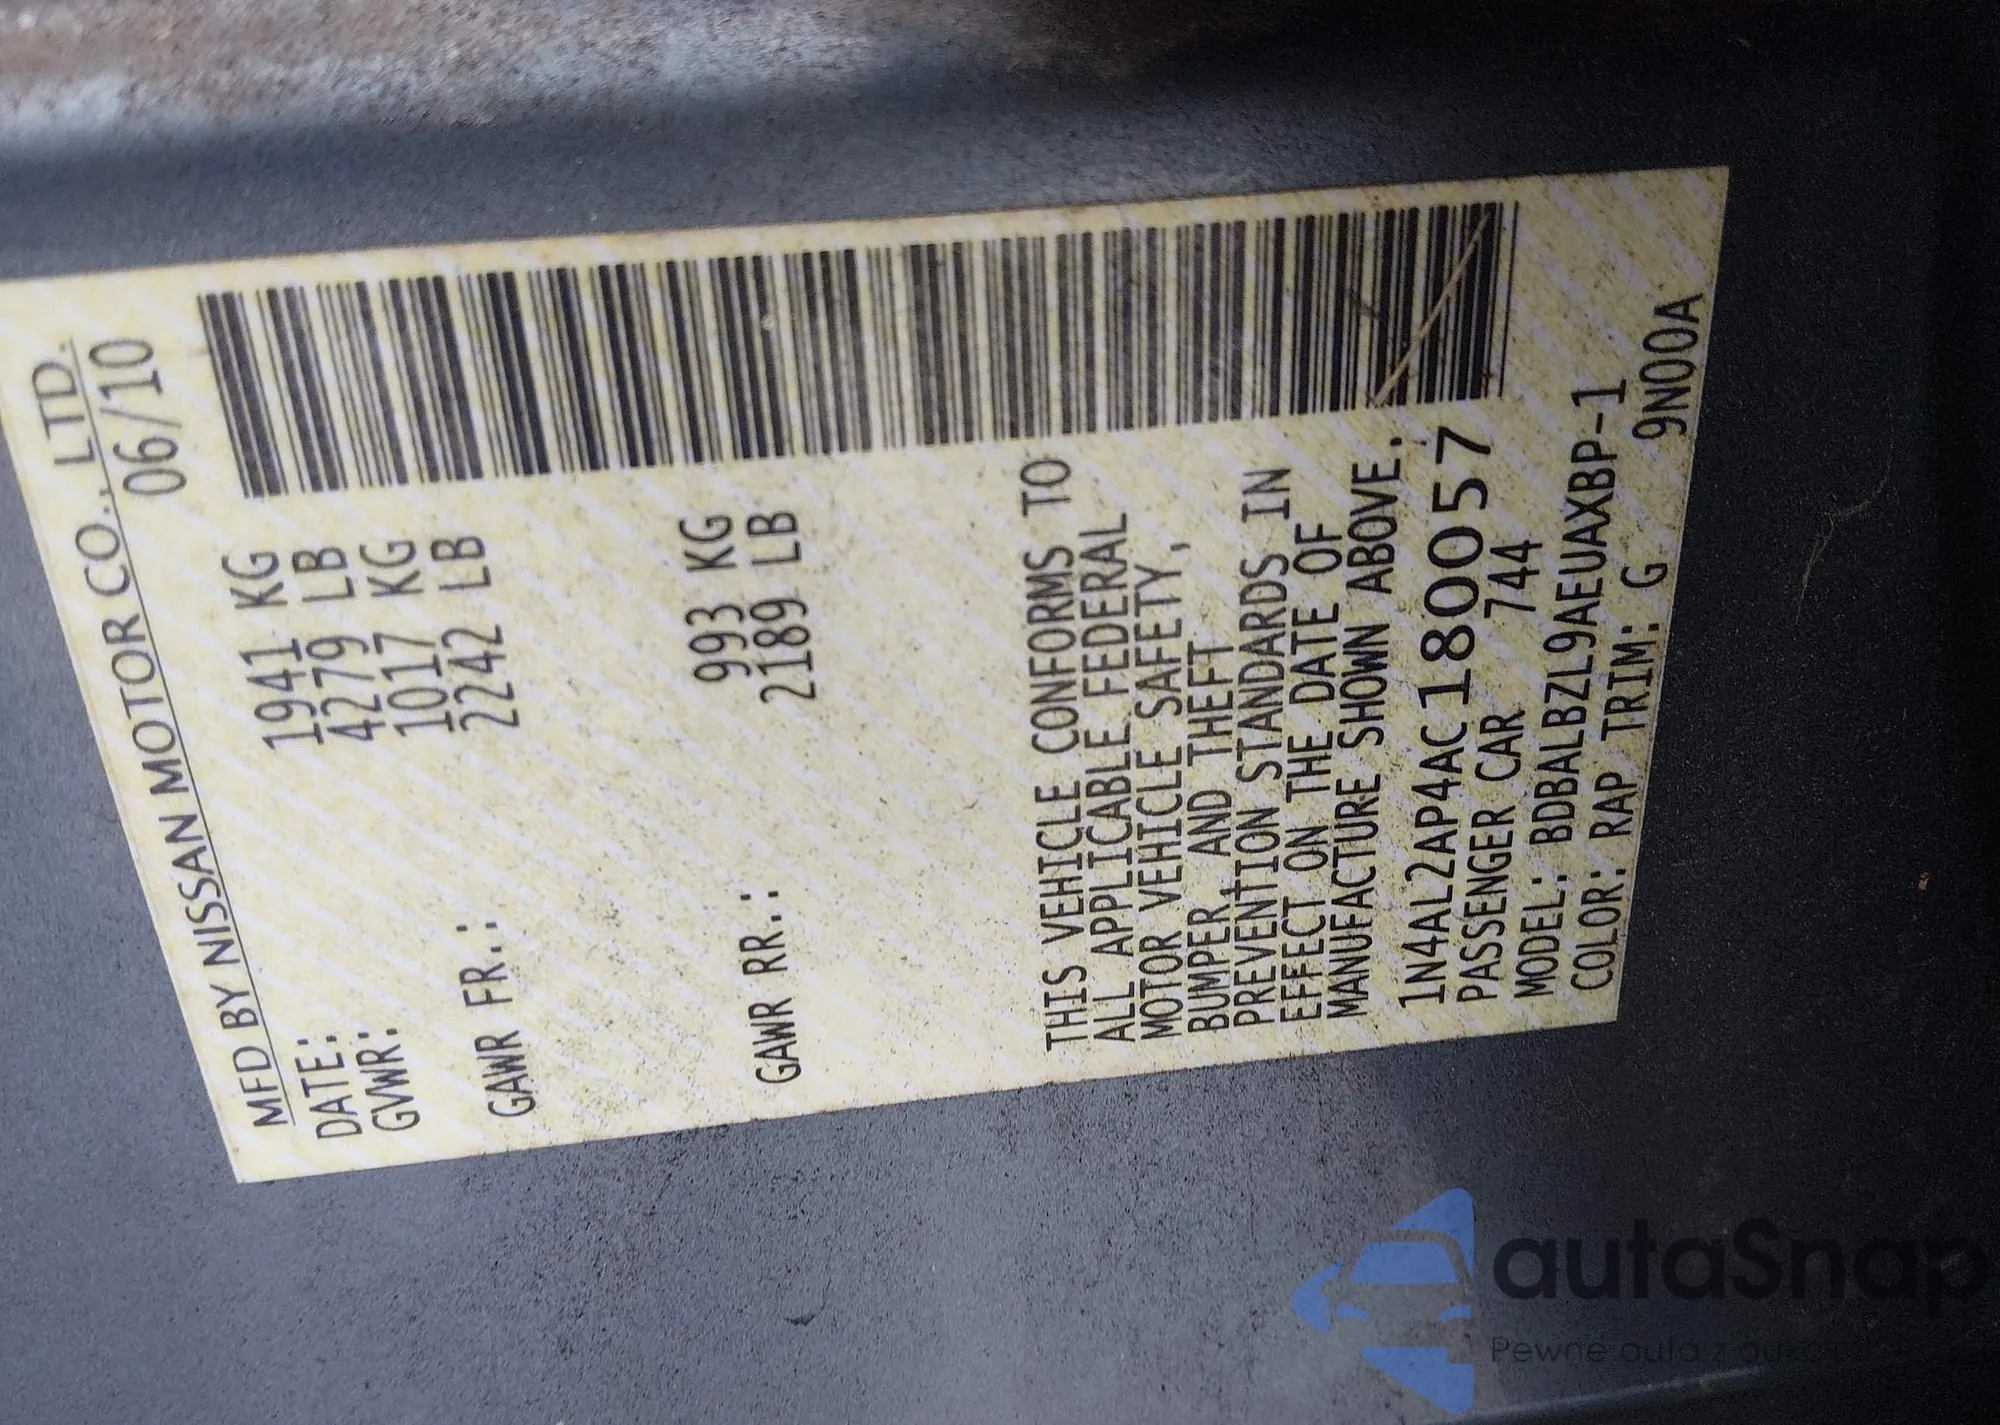 MFD BY NISSAN MOTOR CO., LTD.
DATE: 06/10
GVWR: 1941 KG
4279 LB
GAWR FR.: 1017 KG
2242 LB
GAWR RR.: 993 KG
2189 LB
THIS VEHICLE CONFORMS TO
ALL APPLICABLE FEDERAL
MOTOR VEHICLE SAFETY,
BUMPER, AND THEFT
PREVENTION STANDARDS IN
EFFECT ON THE DATE OF
MANUFACTURE SHOWN ABOVE.:
1N4AL2AP4AC180057
PASSENGER CAR 744
MODEL: BDBALBZL9AEUAXBP-1
COLOR: RAP TRIM: G 9N00A
autaSnap
Pewne auta z